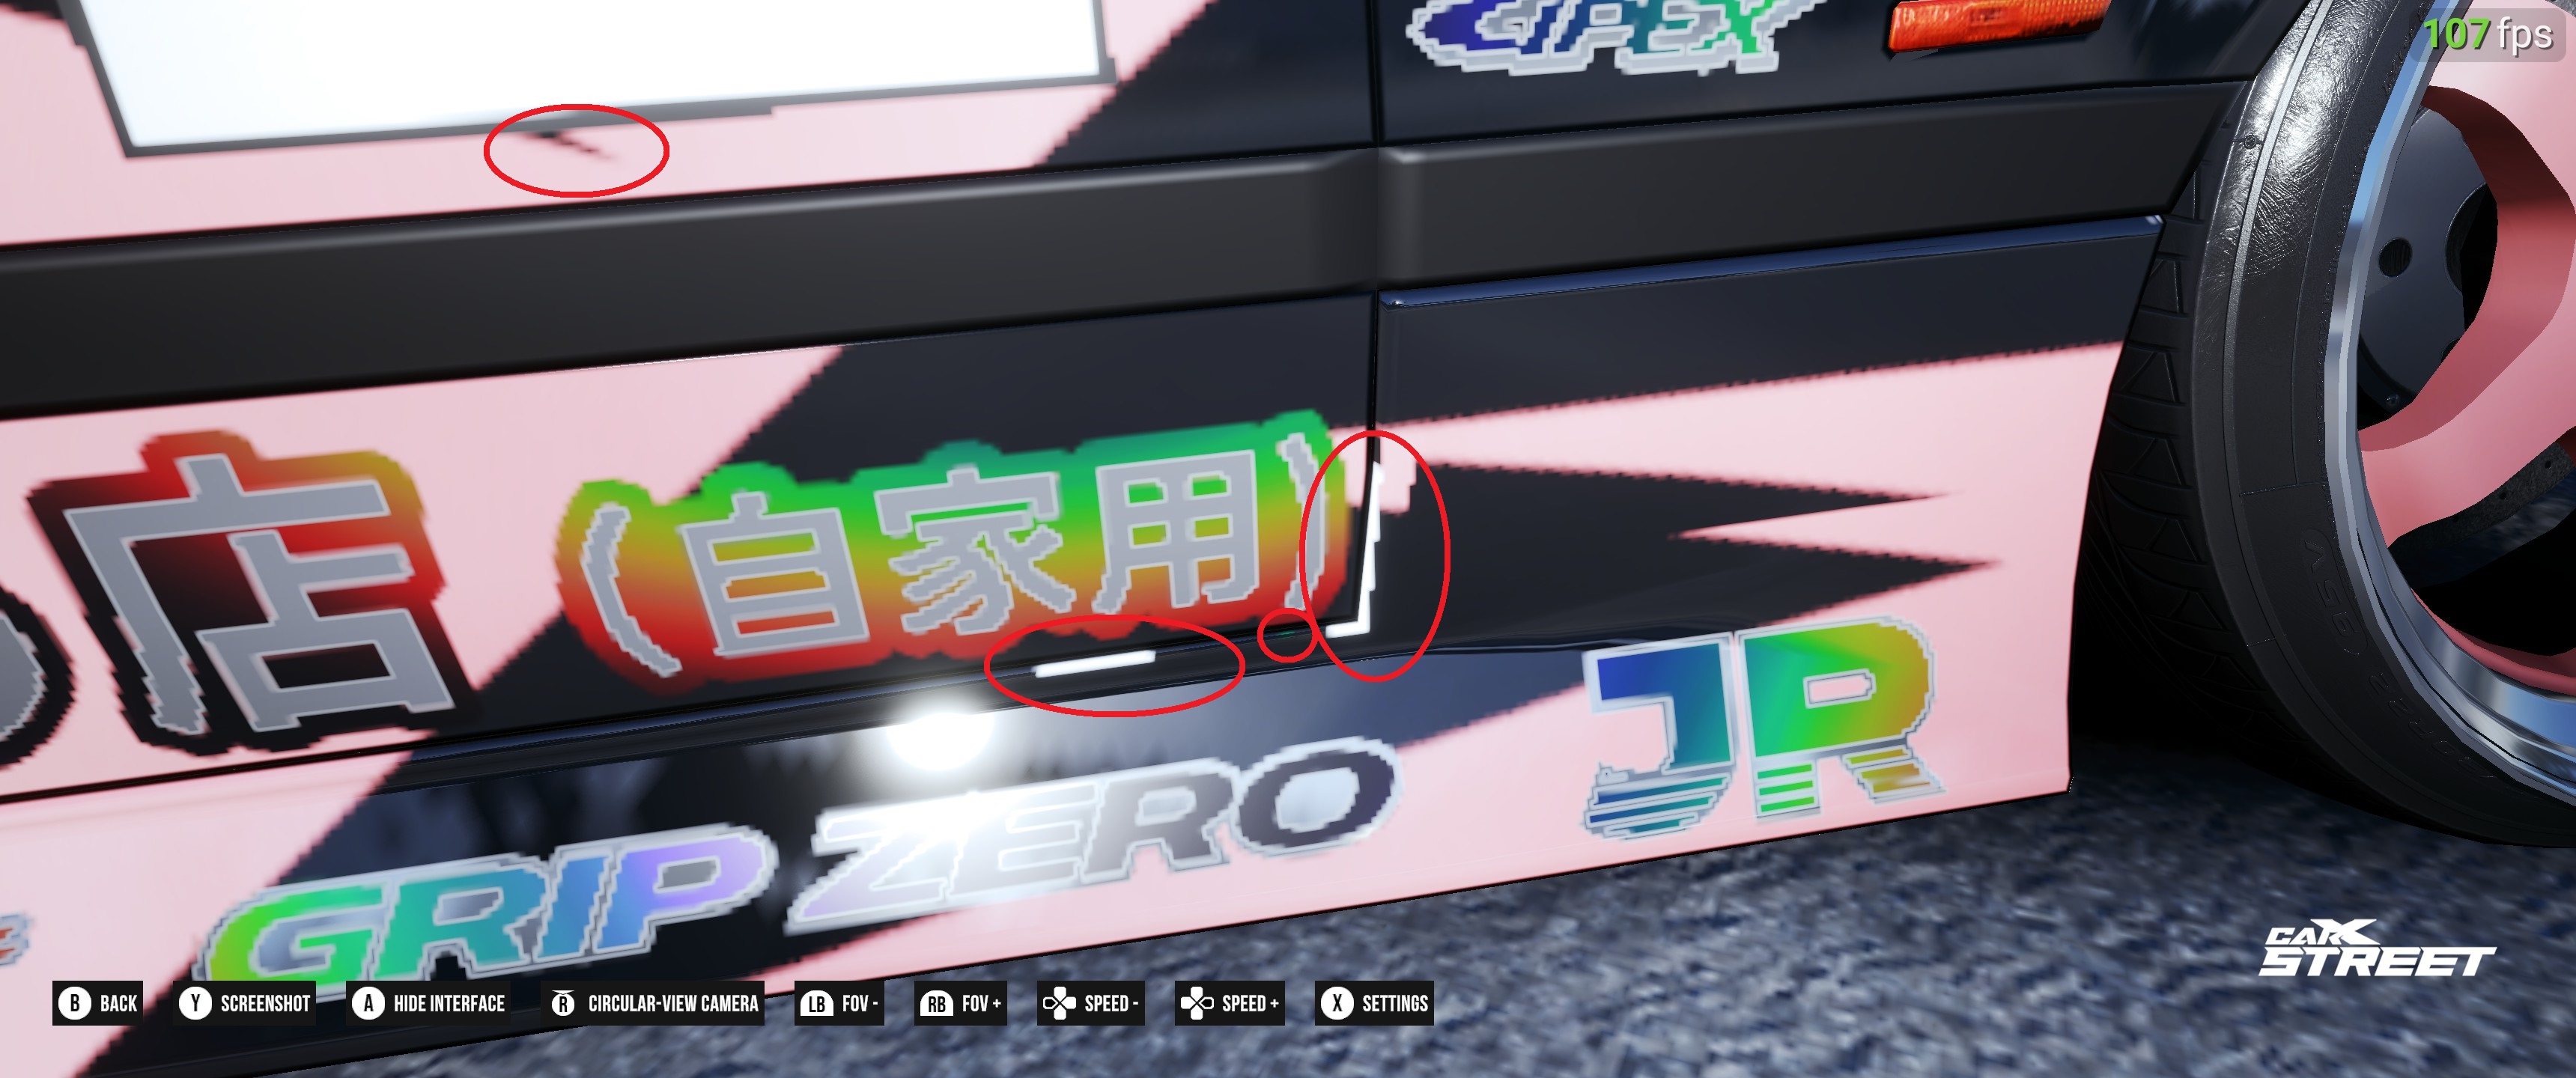 APEX
107 fps
店 (自家用)
JR
GRIP ZERO
CARX
STREET
B BACK
Y SCREENSHOT
A HIDE INTERFACE
R CIRCULAR-VIEW CAMERA
LB FOV -
RB FOV +
SPEED -
SPEED +
X SETTINGS